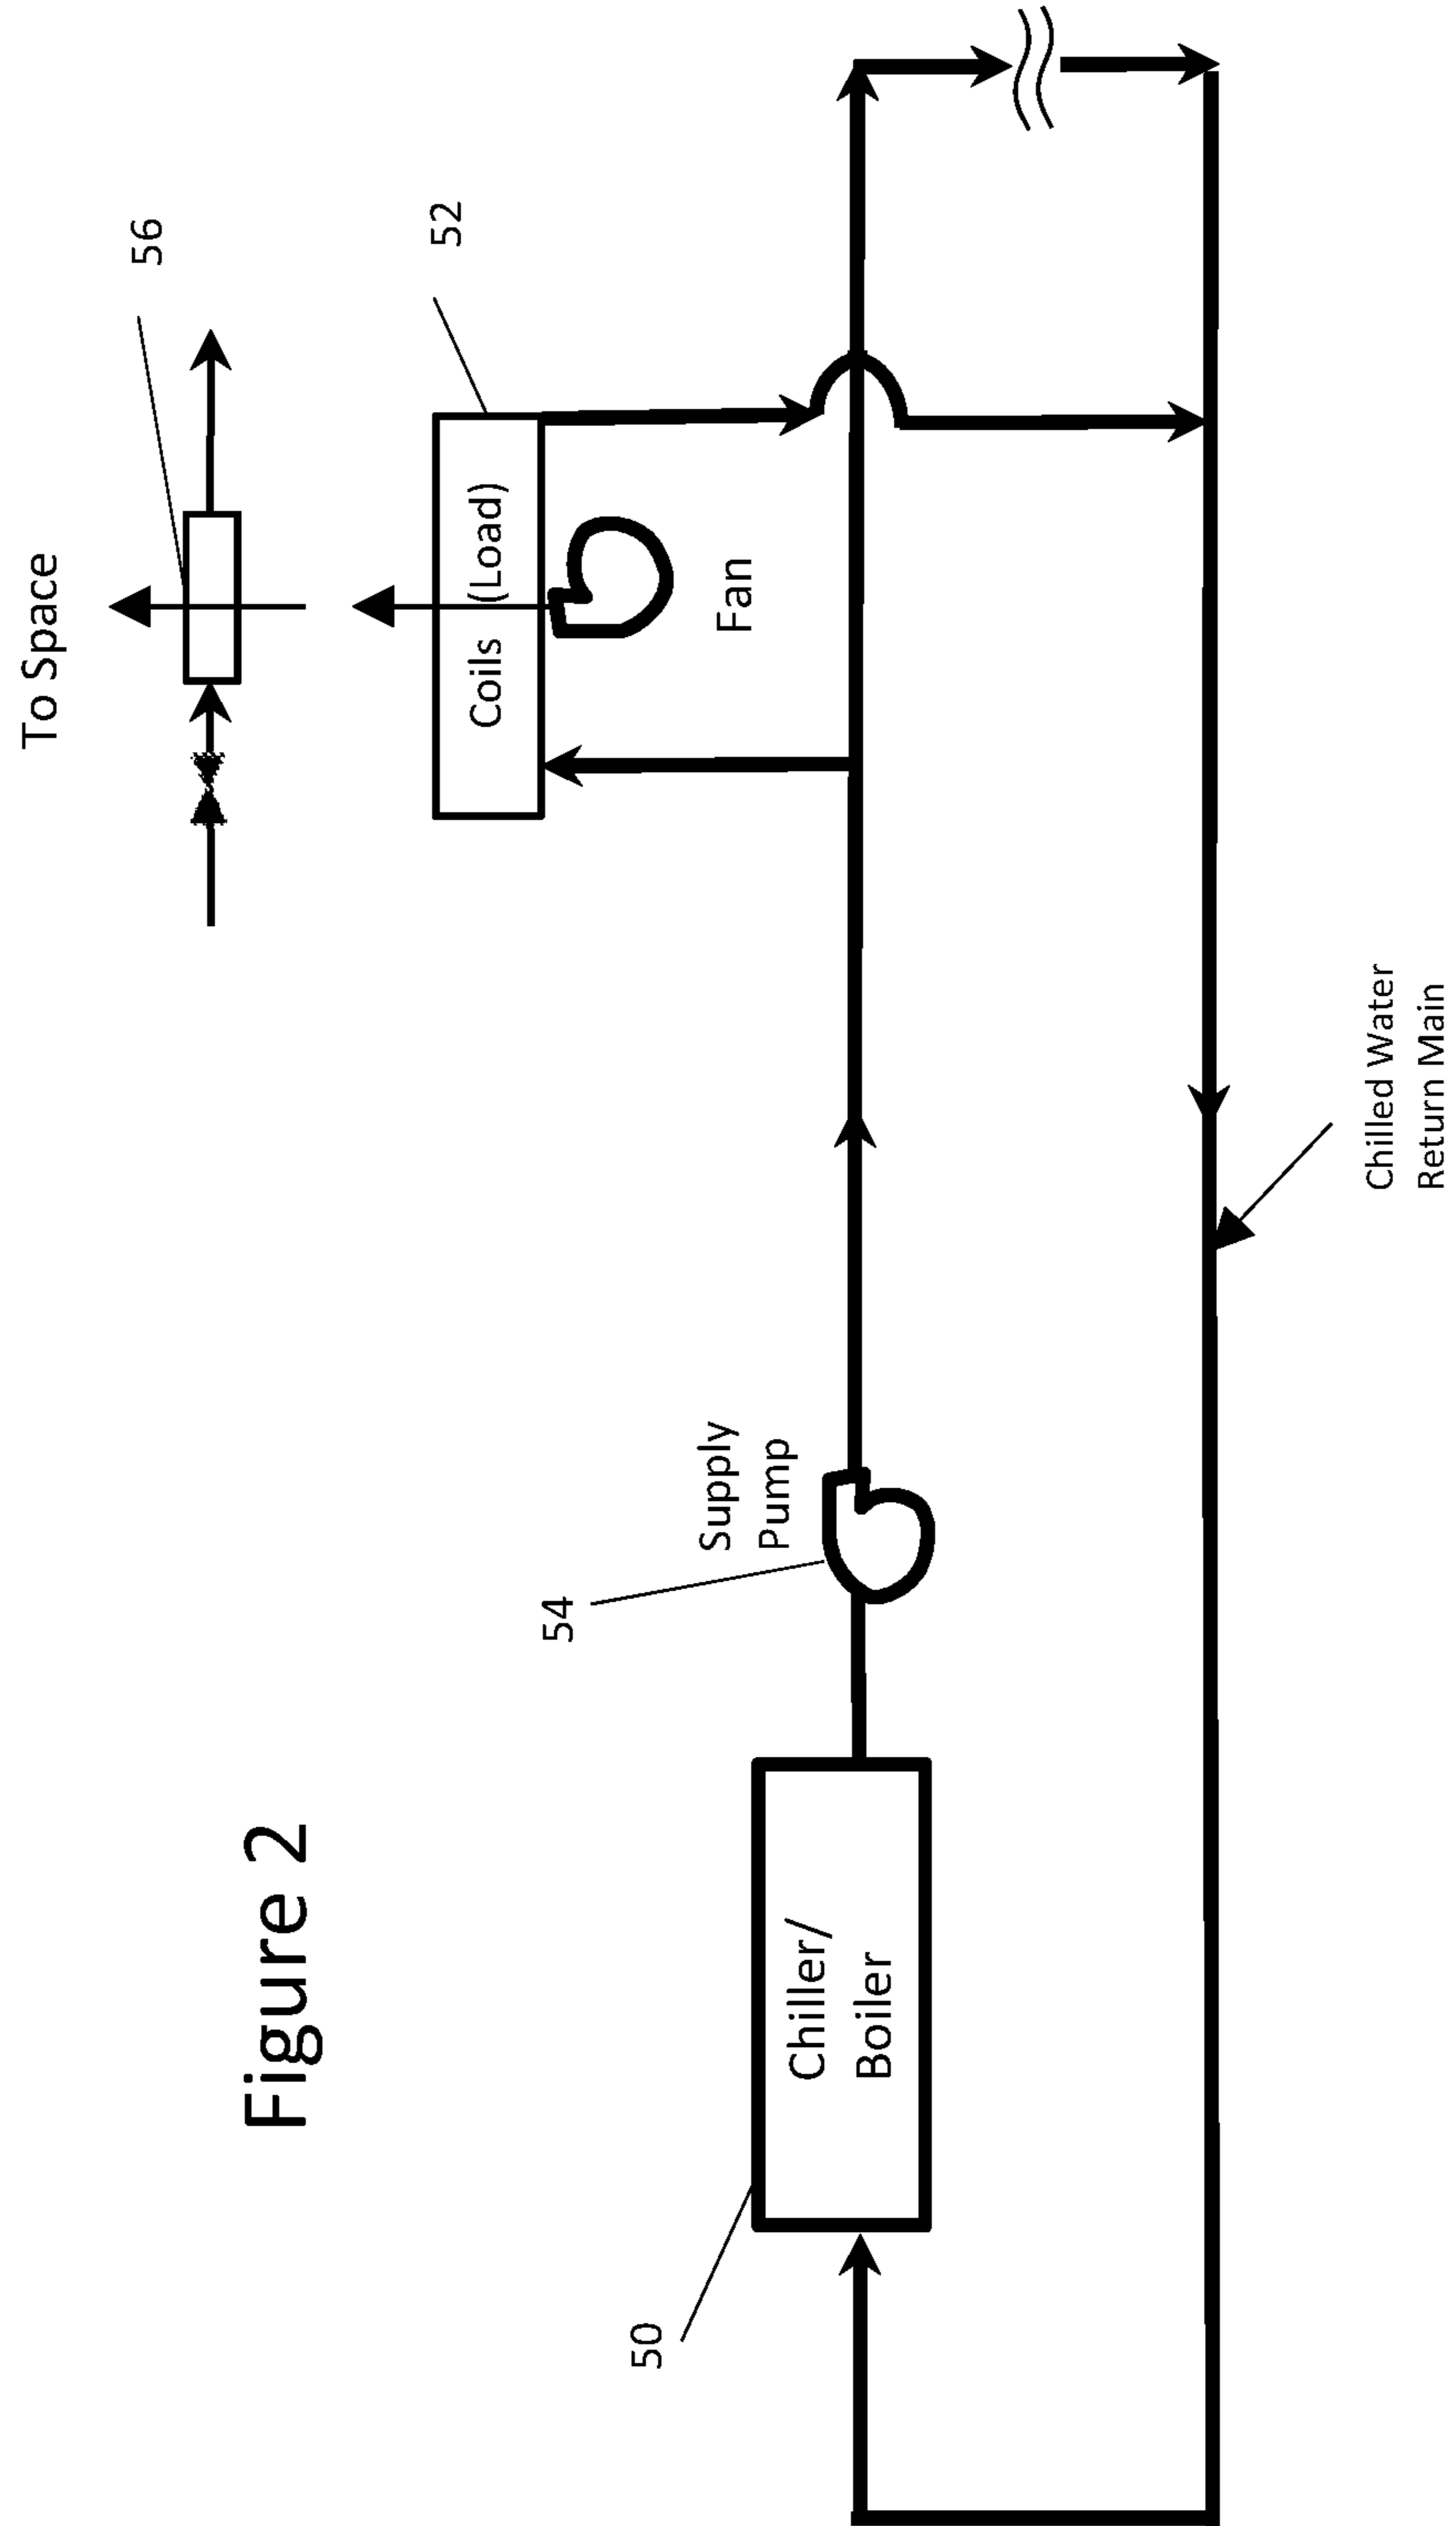 Figure 2
To Space
56
52
Coils (Load)
Fan
Supply
Pump
54
50
Chiller/
Boiler
Chilled Water
Return Main